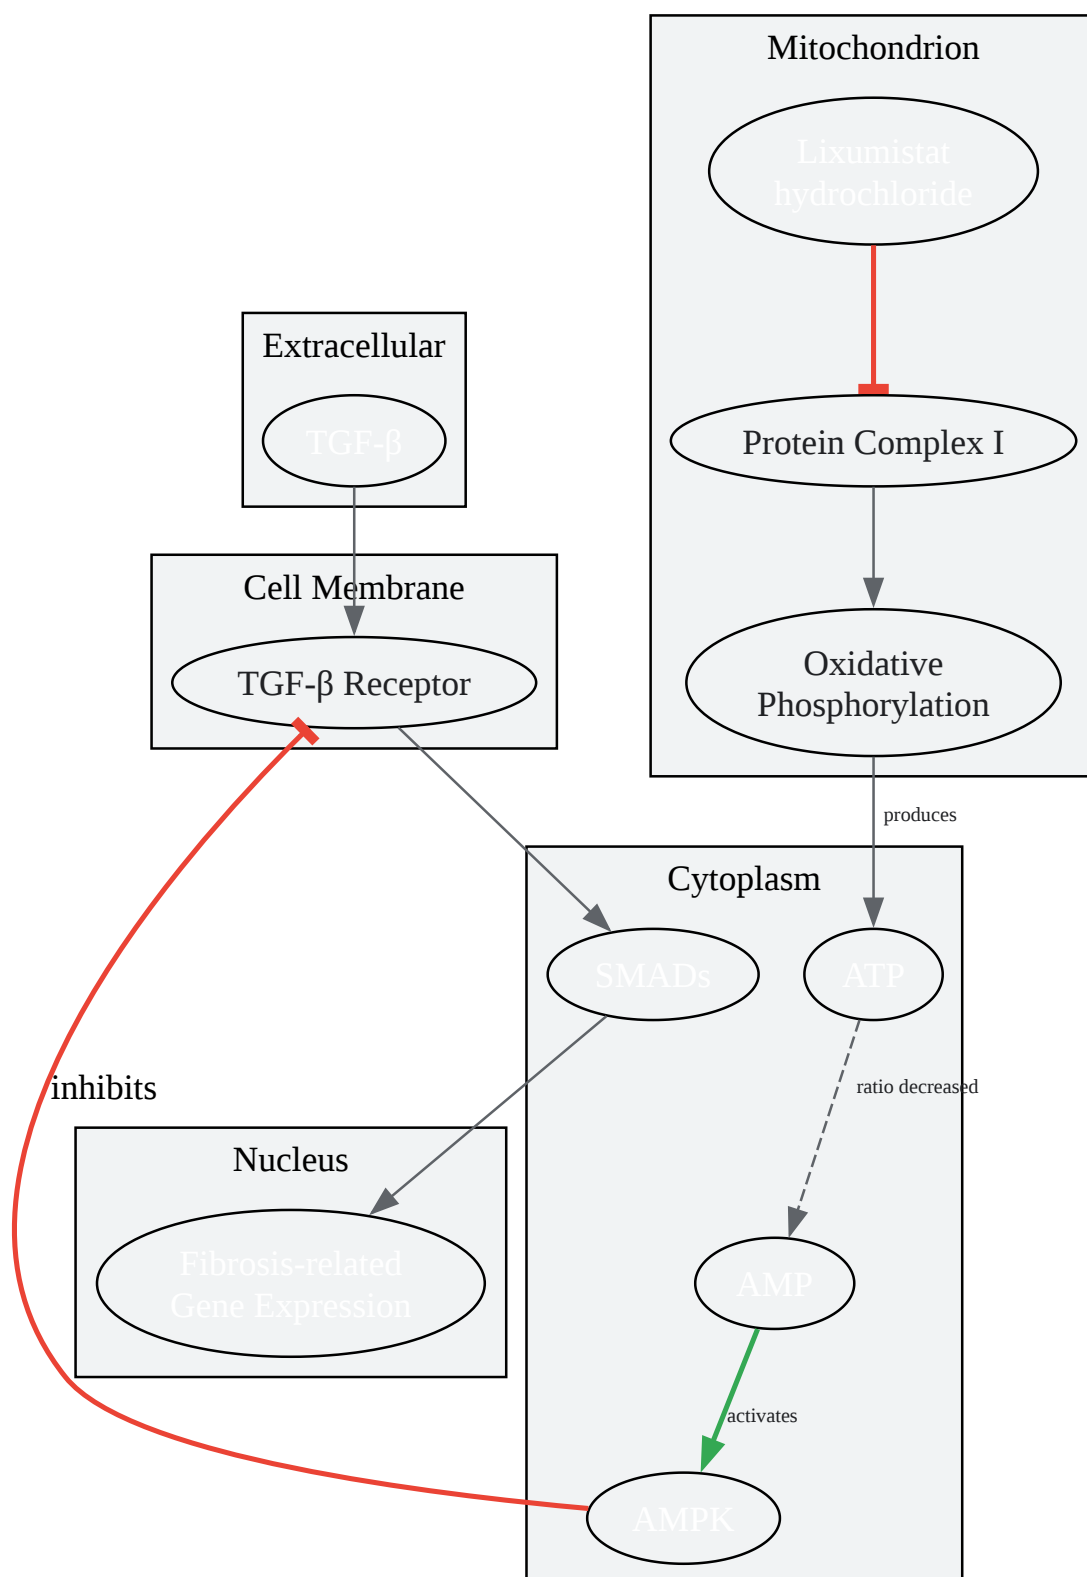 Mitochondrion
Lixumistat
hydrochloride
Extracellular
TGF-β
Protein Complex I
Cell Membrane
TGF-β Receptor
Oxidative
Phosphorylation
produces
Cytoplasm
SMADs
ATP
inhibits
ratio decreased
Nucleus
Fibrosis-related
Gene Expression
AMP
activates
AMPK